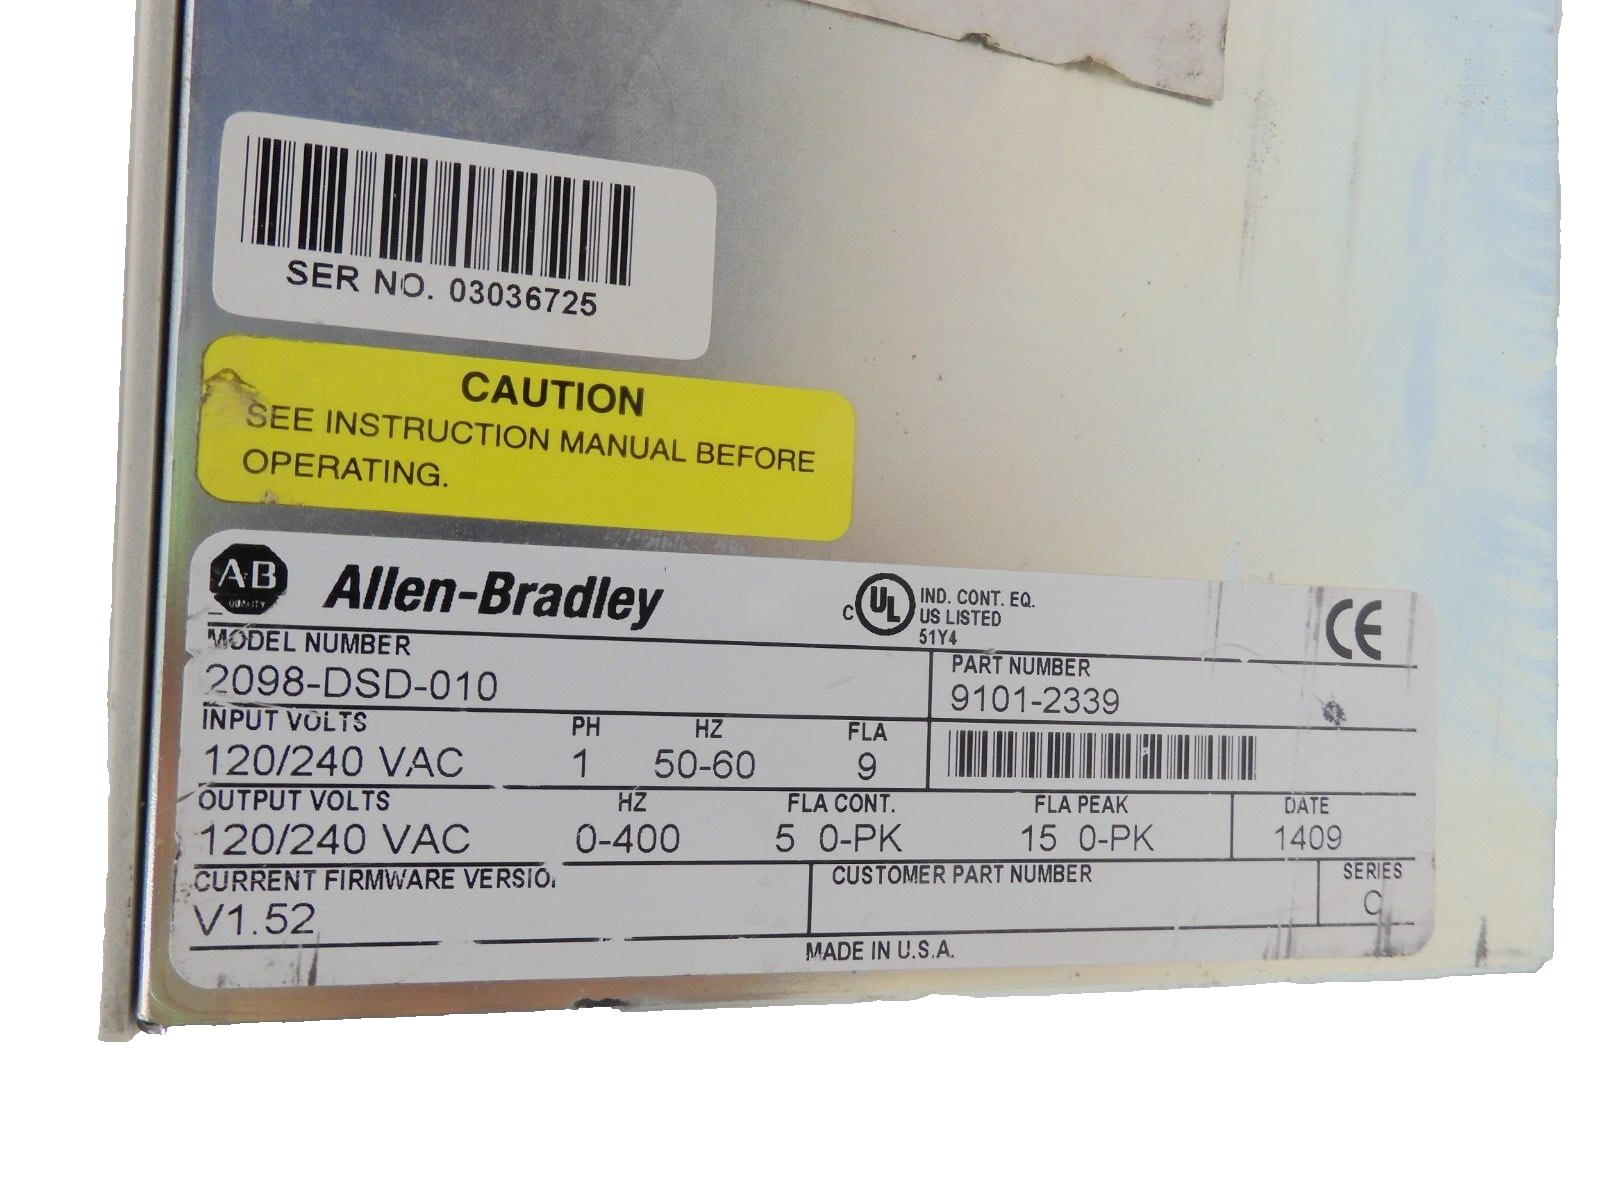 SER NO. 03036725
CAUTION
SEE INSTRUCTION MANUAL BEFORE
OPERATING.
AB
QUALITY
Allen-Bradley
C UL IND. CONT. EQ.
US LISTED
51Y4
CE
MODEL NUMBER
2098-DSD-010
PART NUMBER
9101-2339
INPUT VOLTS PH HZ FLA
120/240 VAC 1 50-60 9
OUTPUT VOLTS HZ FLA CONT. FLA PEAK DATE
120/240 VAC 0-400 5 0-PK 15 0-PK 1409
CURRENT FIRMWARE VERSIO
V1.52
CUSTOMER PART NUMBER
SERIES
C
MADE IN U.S.A.